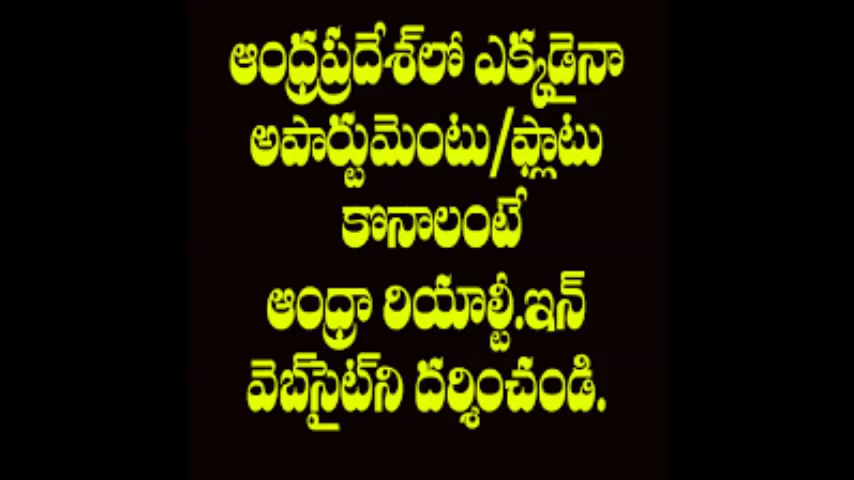 ఆంధ్రప్రదేశ్‌లో ఎక్కడైనా
అపార్టుమెంటు/ఫ్లాటు
కొనాలంటే
ఆంధ్రా రియాల్టీ.ఇన్
వెబ్‌సైట్‌ని దర్శించండి.